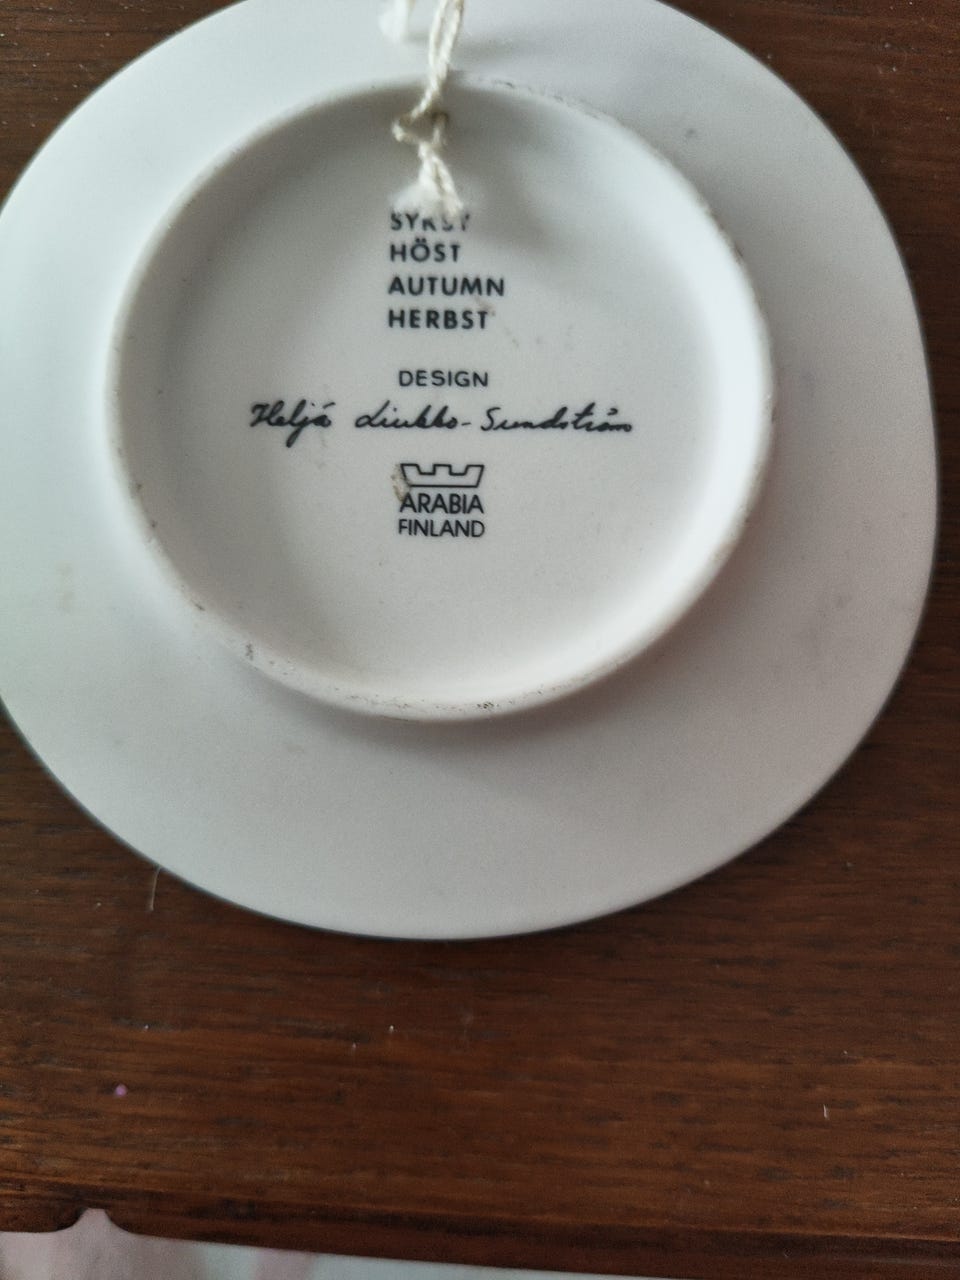 SYKSY
HÖST
AUTUMN
HERBST
DESIGN
Heljä Liukko-Sundström
ARABIA
FINLAND